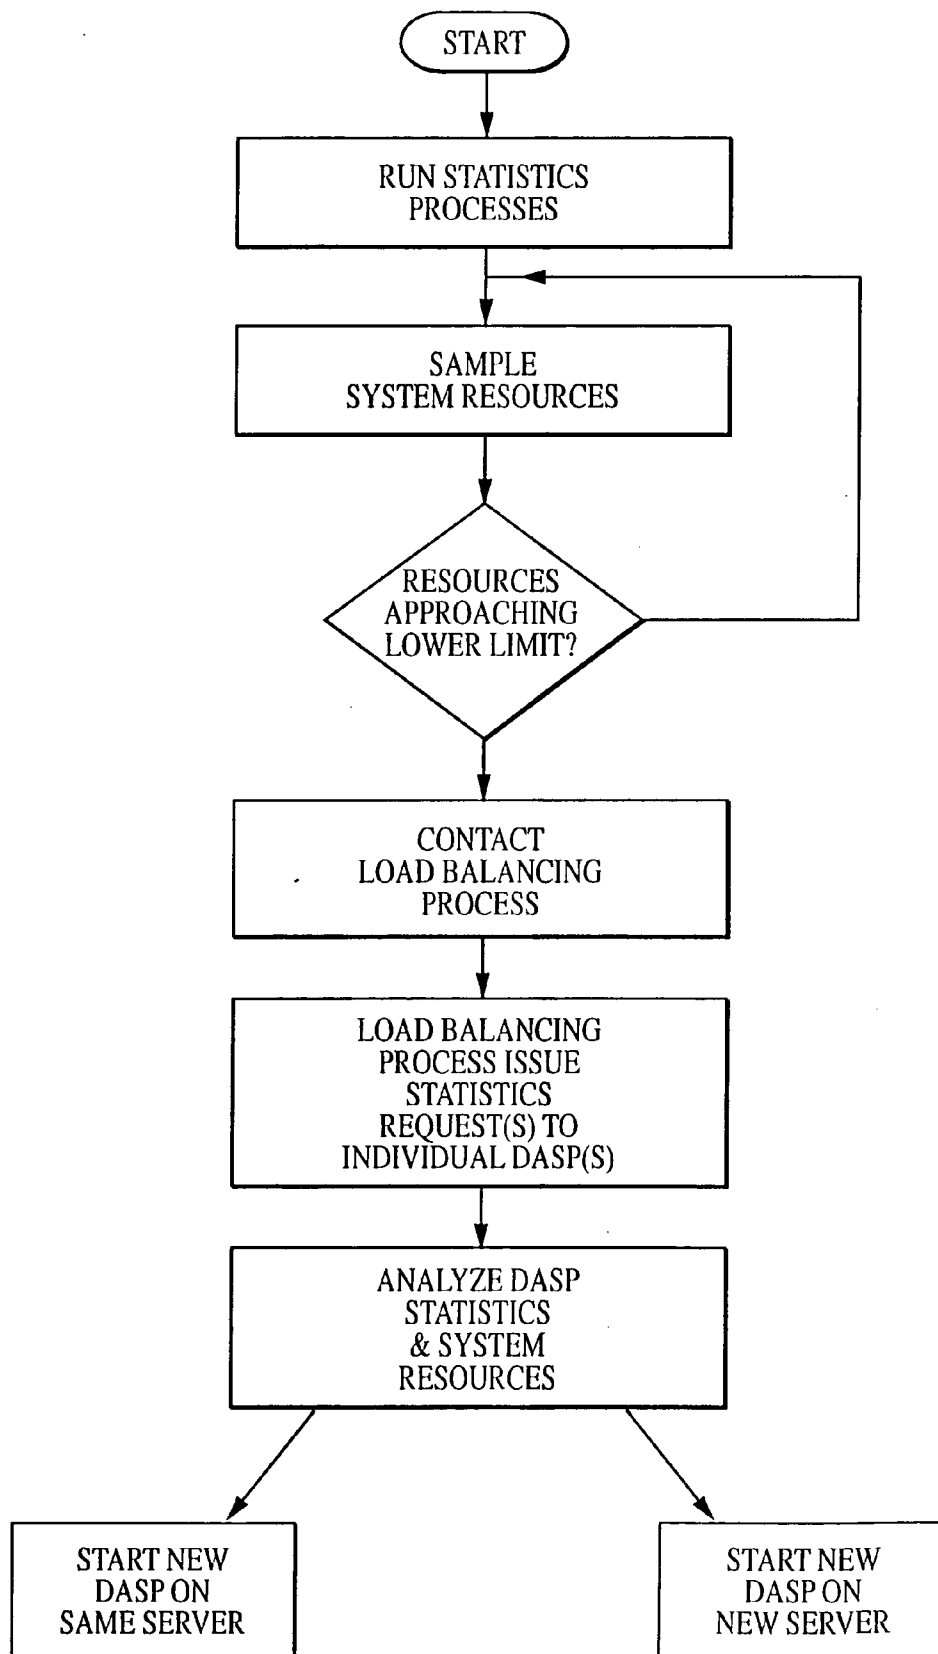 START
RUN STATISTICS
PROCESSES
SAMPLE
SYSTEM RESOURCES
RESOURCES
APPROACHING
LOWER LIMIT?
CONTACT
LOAD BALANCING
PROCESS
LOAD BALANCING
PROCESS ISSUE
STATISTICS
REQUEST(S) TO
INDIVIDUAL DASP(S)
ANALYZE DASP
STATISTICS
& SYSTEM
RESOURCES
START NEW
DASP ON
SAME SERVER
START NEW
DASP ON
NEW SERVER